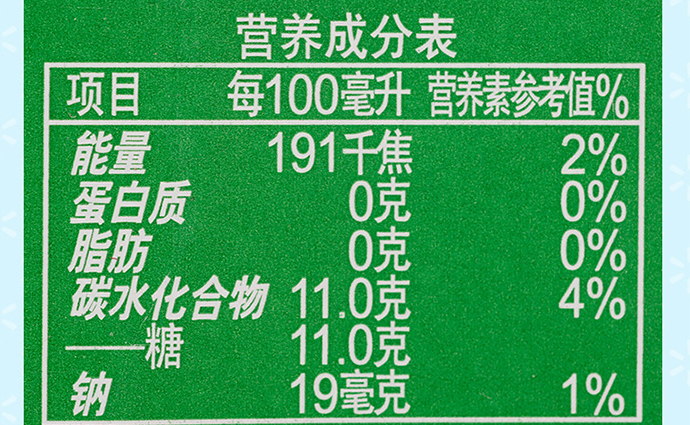 营养成分表
项目 每100毫升 营养素参考值%
能量 191千焦 2%
蛋白质 0克 0%
脂肪 0克 0%
碳水化合物 11.0克 4%
——糖 11.0克
钠 19毫克 1%